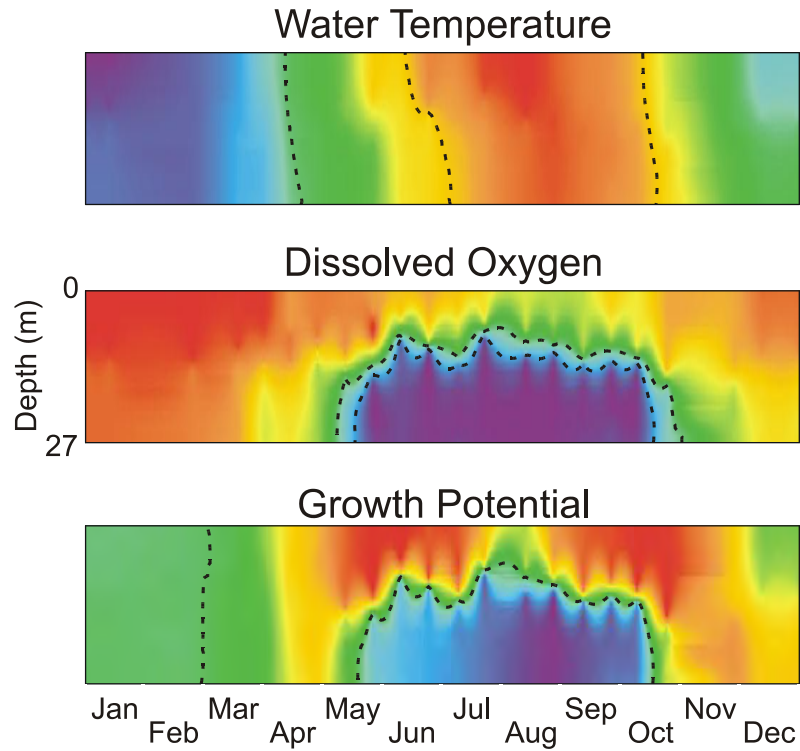 Water Temperature
Dissolved Oxygen
0
Depth (m)
27
Growth Potential
Jan Mar May Jul Sep Nov
Feb Apr Jun Aug Oct Dec